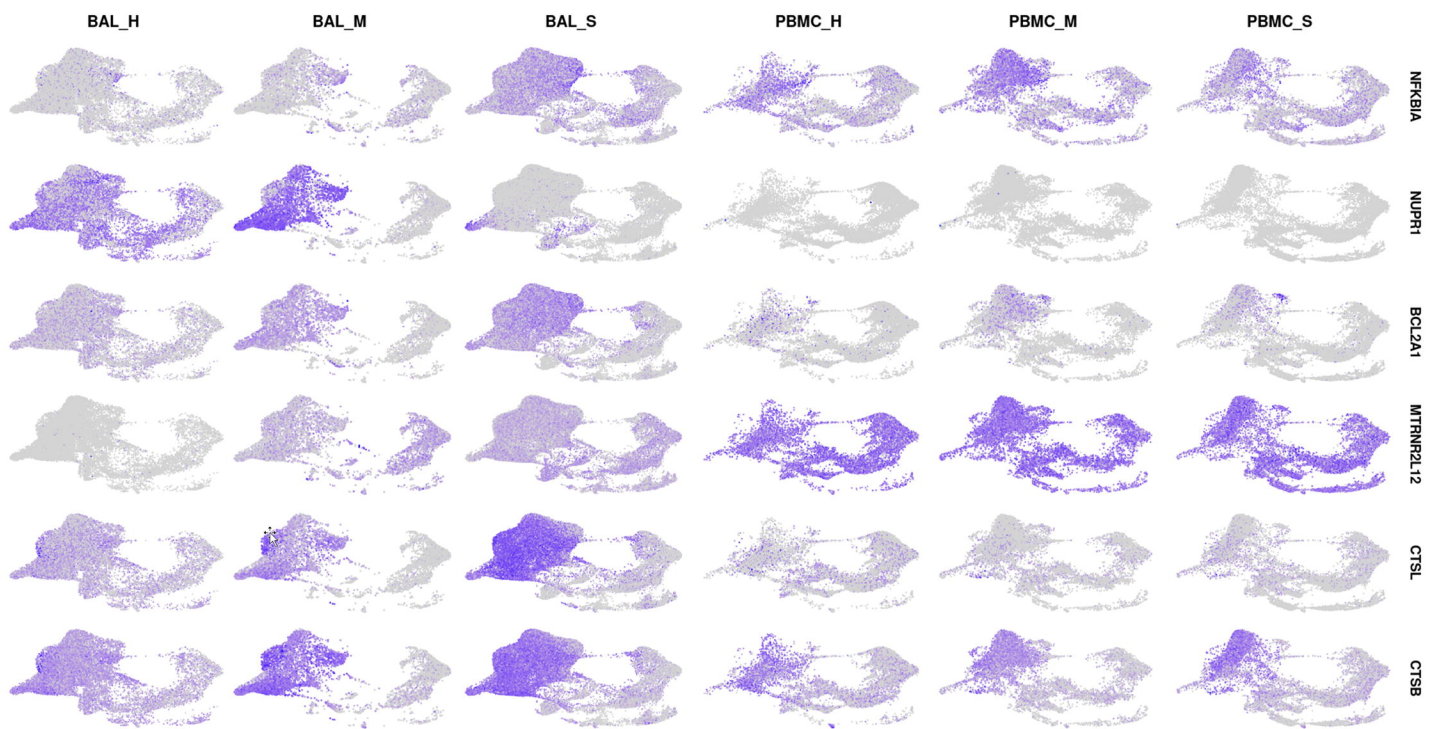 BAL_H BAL_M BAL_S PBMC_H PBMC_M PBMC_S
NFKBIA
NUPR1
BCL2A1
MTRNR2L12
CTSL
CTSB